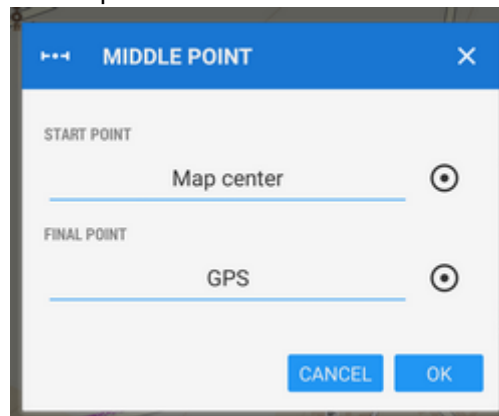 MIDDLE POINT
START POINT
Map center
FINAL POINT
GPS
CANCEL OK